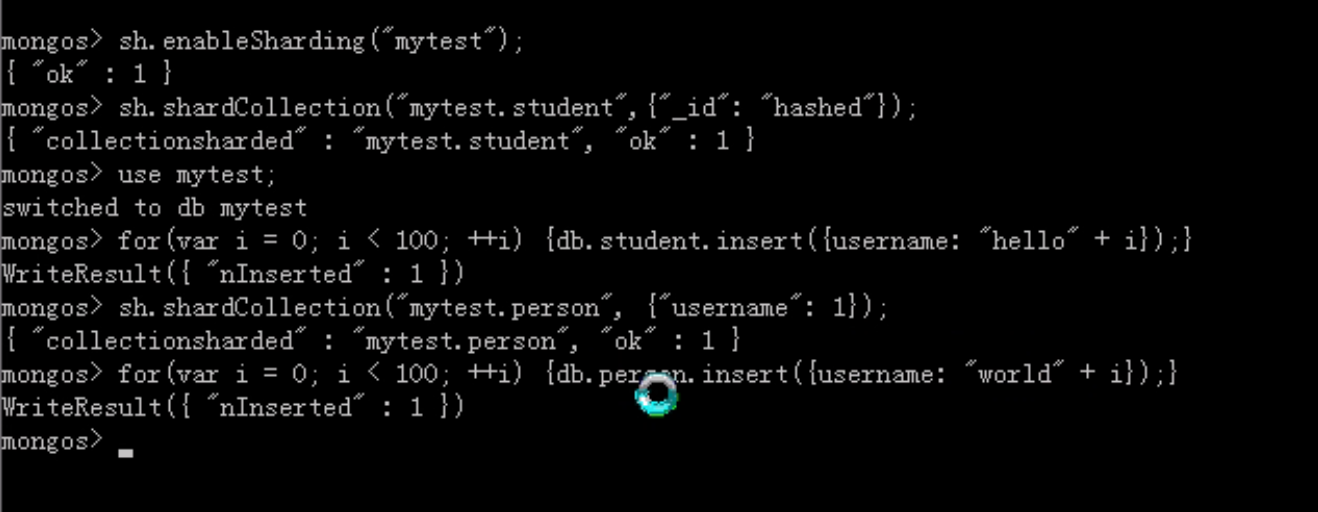 mongos> sh.enableSharding("mytest");
{ "ok" : 1 }
mongos> sh.shardCollection("mytest.student",{"_id": "hashed"});
{ "collectionsharded" : "mytest.student", "ok" : 1 }
mongos> use mytest;
switched to db mytest
mongos> for(var i = 0; i < 100; ++i) {db.student.insert({username: "hello" + i});}
WriteResult({ "nInserted" : 1 })
mongos> sh.shardCollection("mytest.person", {"username": 1});
{ "collectionsharded" : "mytest.person", "ok" : 1 }
mongos> for(var i = 0; i < 100; ++i) {db.person.insert({username: "world" + i});}
WriteResult({ "nInserted" : 1 })
mongos>